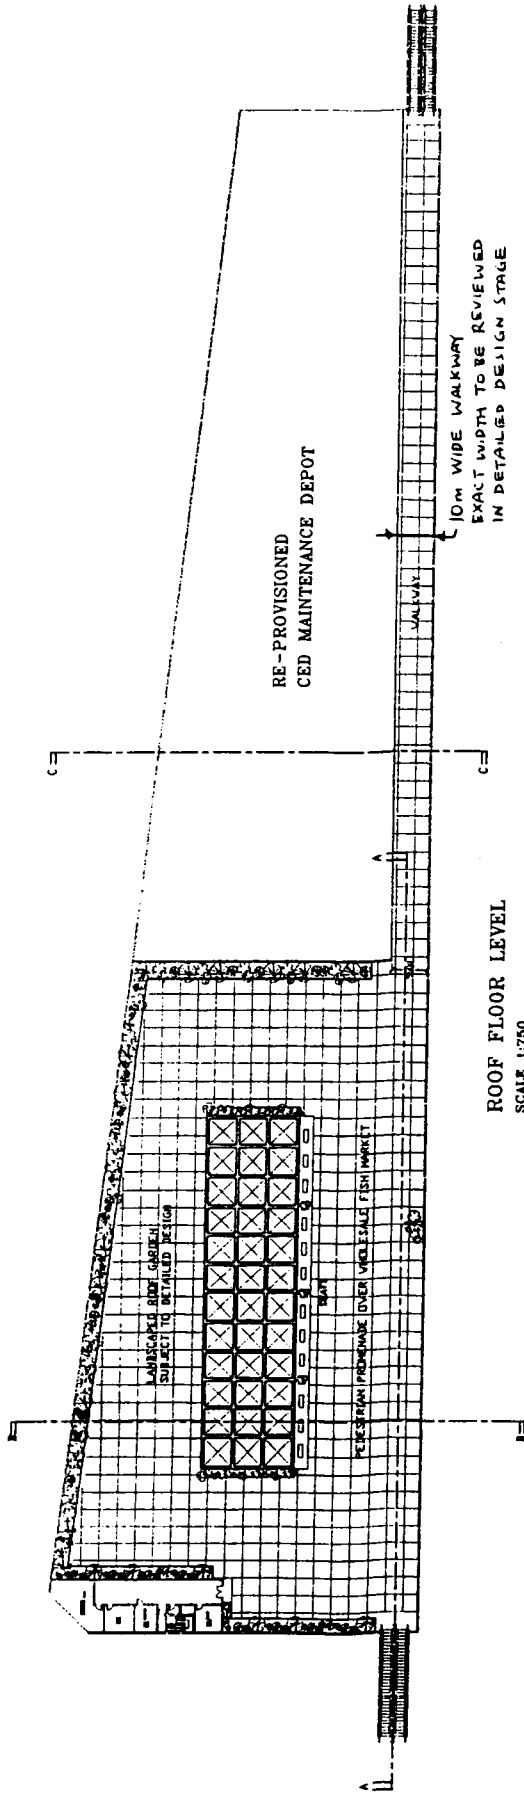 RE-PROVISIONED
CED MAINTENANCE DEPOT
10m WIDE WALKWAY
EXACT WIDTH TO BE REVIEWED
IN DETAILED DESIGN STAGE
WALKWAY
C
C
A
LANDSCAPED ROOF GARDEN
SUBJECT TO DETAILED DESIGN
PEDESTRIAN PROMENADE OVER WHOLESALE FISH MARKET
B
B
A
ROOF FLOOR LEVEL
SCALE 1:750